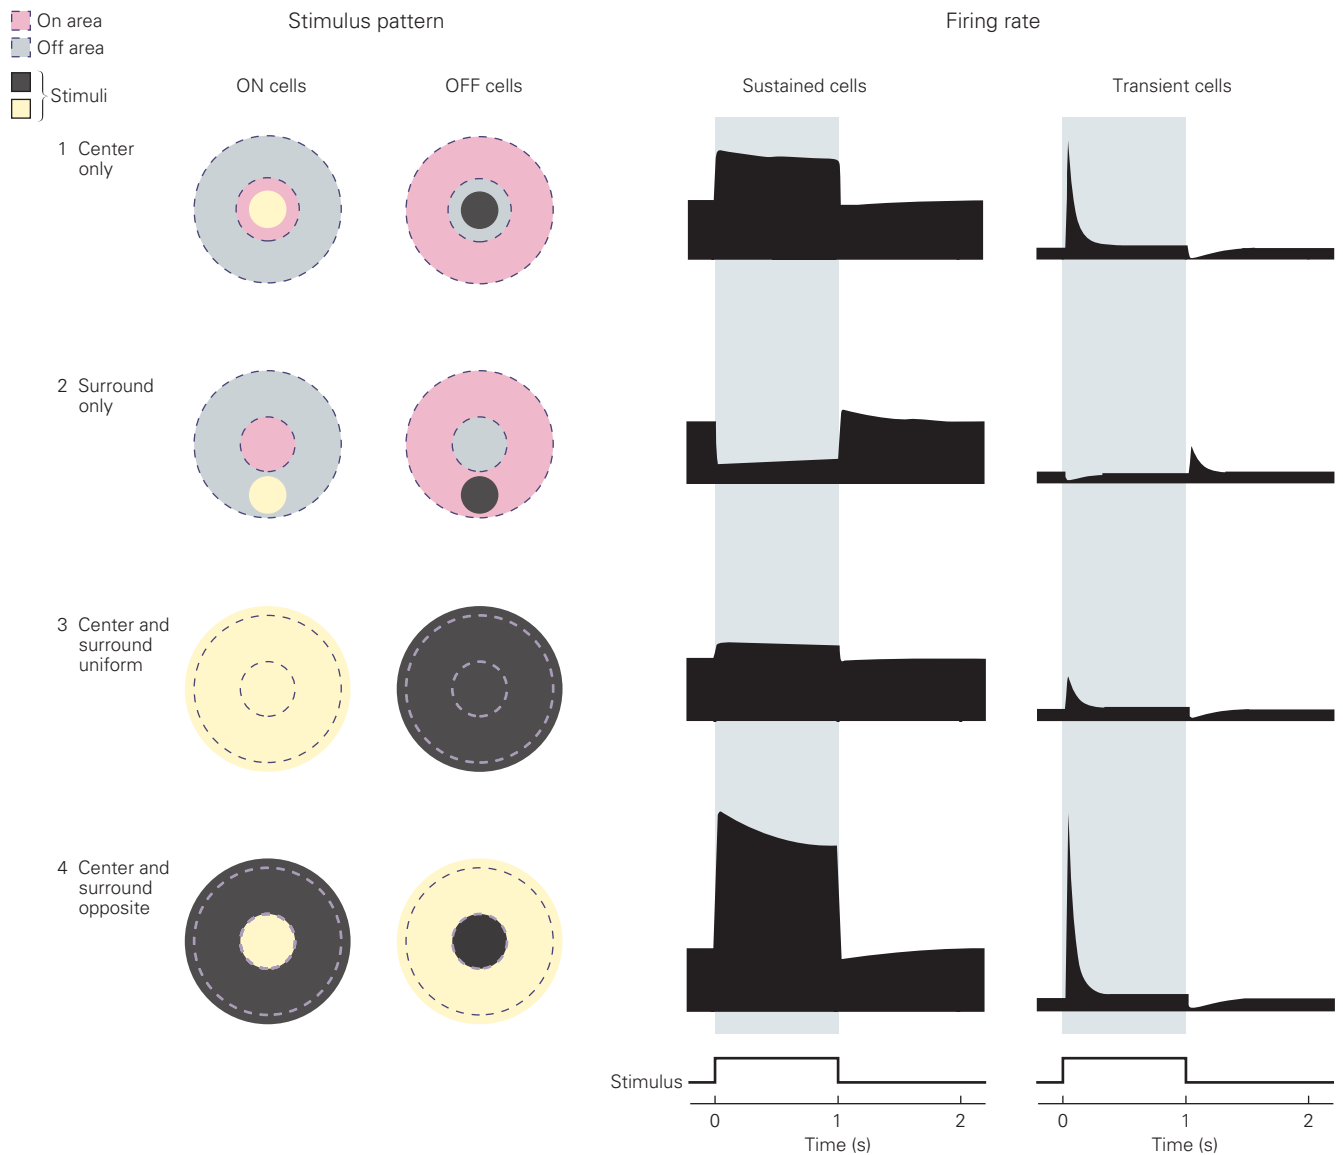 On area
Off area
Stimuli
Stimulus pattern
Firing rate
ON cells
OFF cells
Sustained cells
Transient cells
1 Center
only
2 Surround
only
3 Center and
surround
uniform
4 Center and
surround
opposite
Stimulus
0 1 2
Time (s)
0 1 2
Time (s)